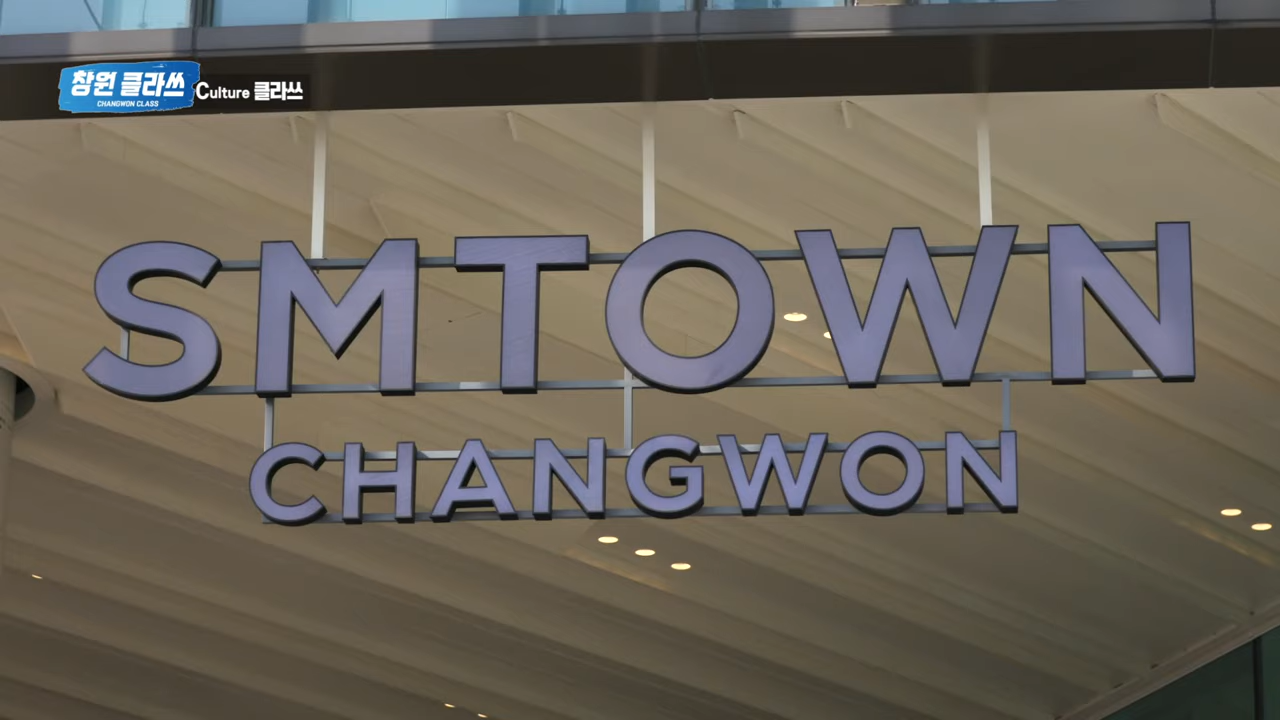 창원 클라쓰
CHANGWON CLASS
Culture 클라쓰
SMTOWN
CHANGWON